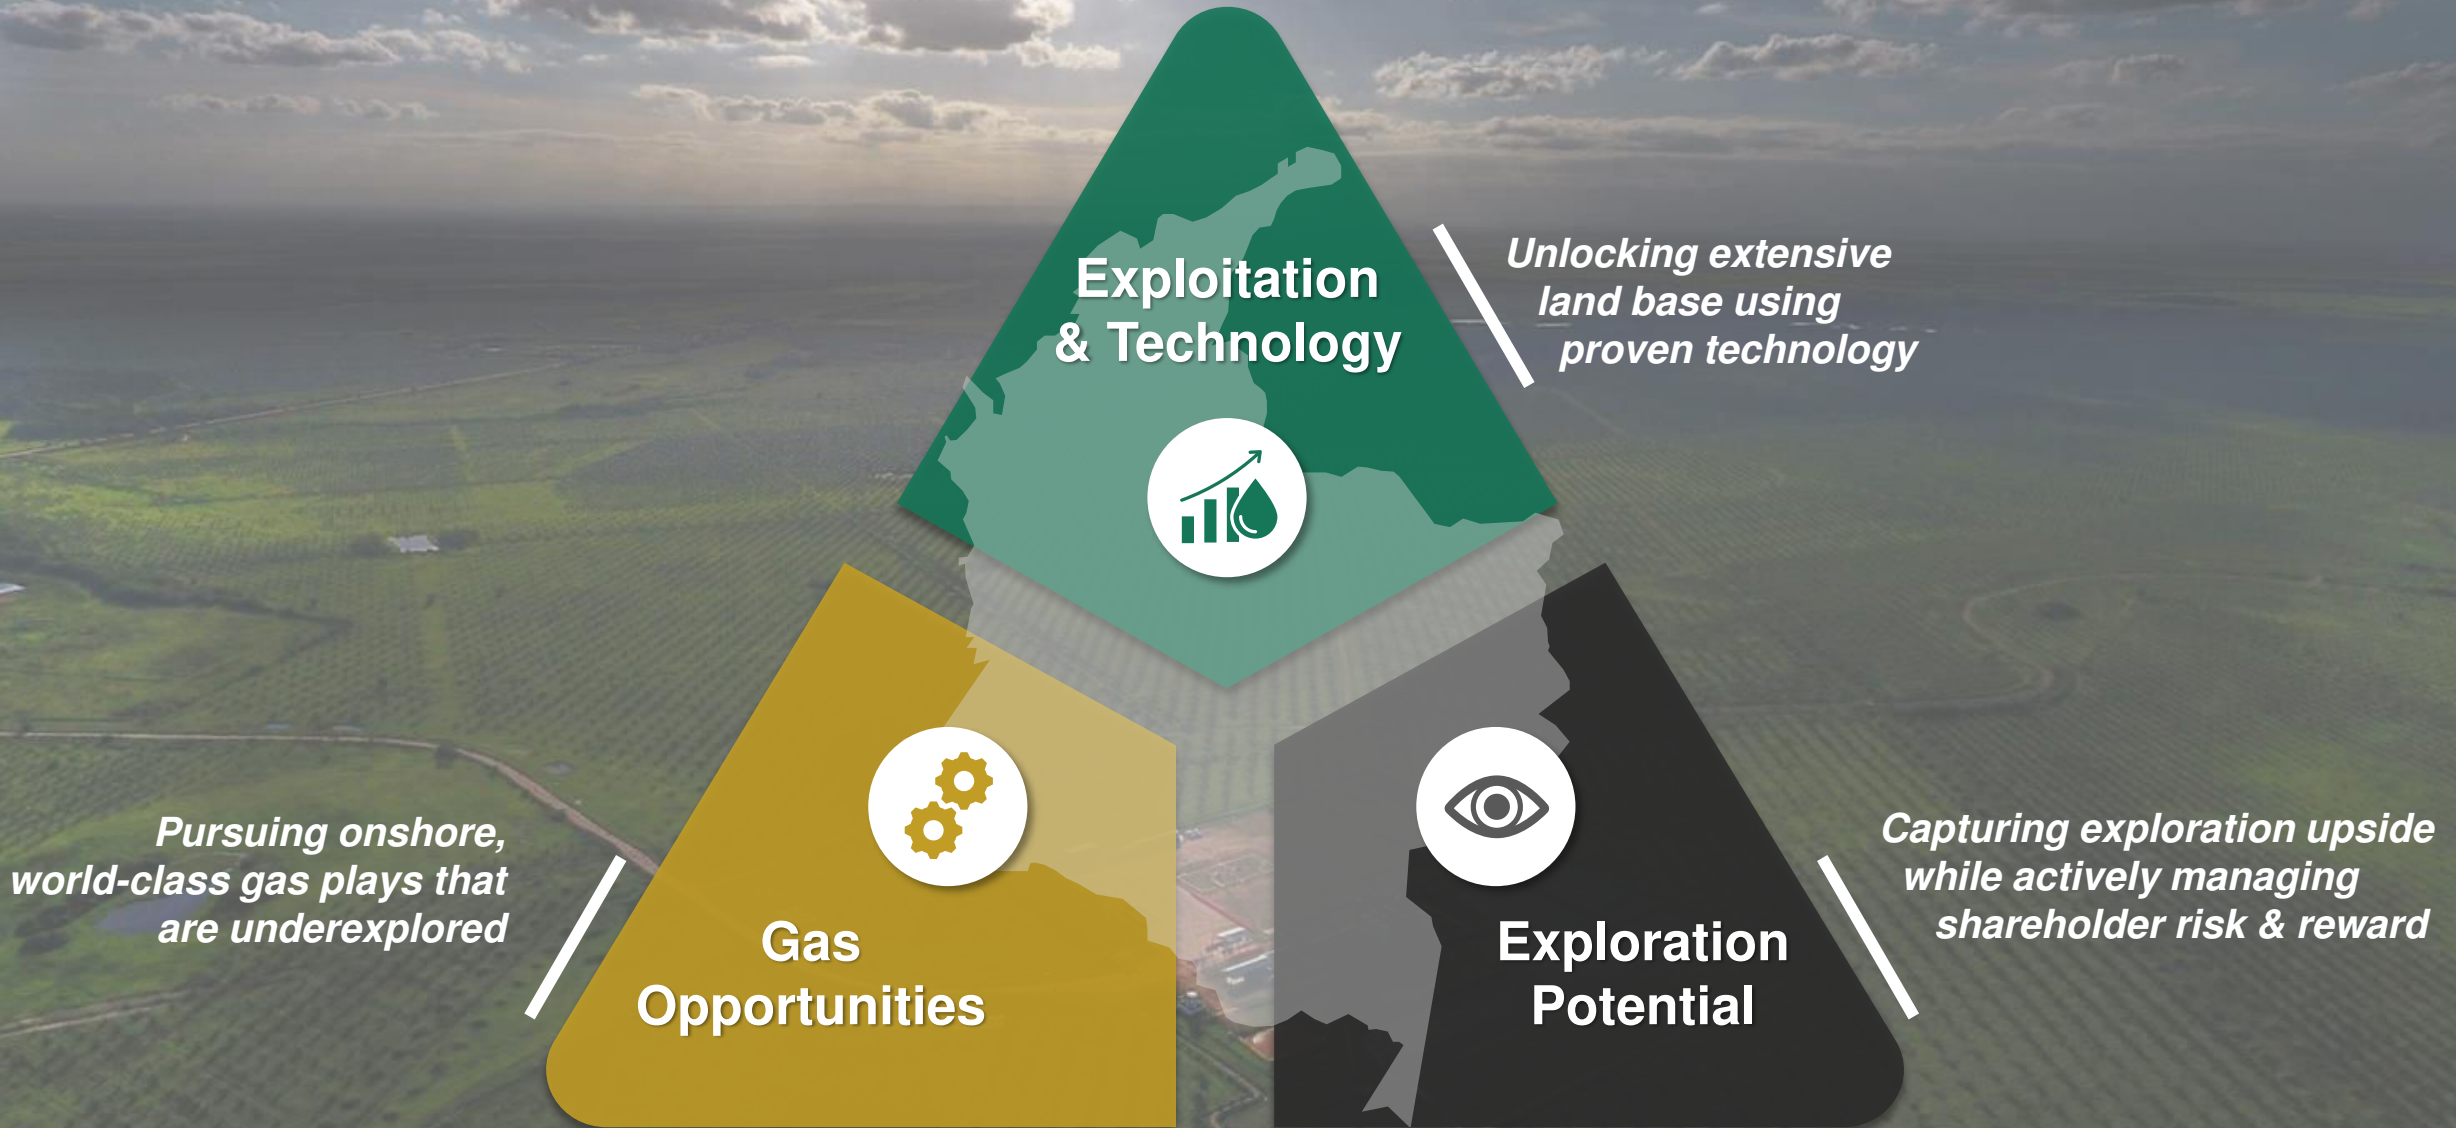 Exploitation
& Technology
Unlocking extensive
land base using
proven technology
Pursuing onshore,
world-class gas plays that
are underexplored
Gas
Opportunities
Exploration
Potential
Capturing exploration upside
while actively managing
shareholder risk & reward